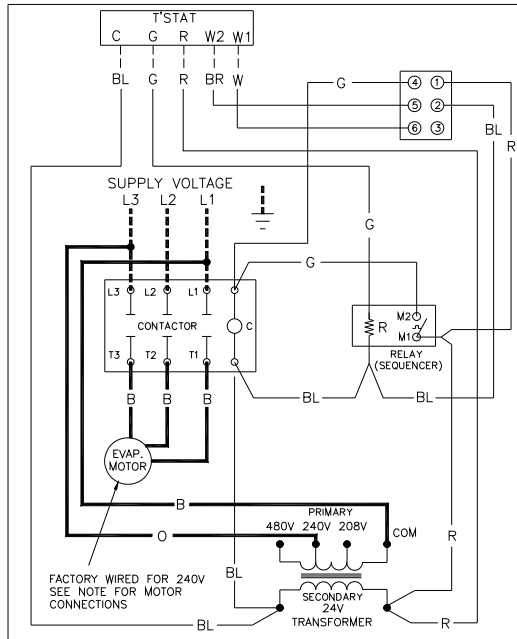 T'STAT
C G R W2 W1
BL G R BR W
G
4 1
5 2
6 3
BL
R
SUPPLY VOLTAGE
L3 L2 L1
G
G
L3 L2 L1
CONTACTOR
C
T3 T2 T1
R
M2
M1
RELAY
(SEQUENCER)
B B B
BL
BL
EVAP.
MOTOR
B
PRIMARY
480V 240V 208V
COM
O
R
FACTORY WIRED FOR 240V
SEE NOTE FOR MOTOR
CONNECTIONS
BL
SECONDARY
24V
TRANSFORMER
BL
R